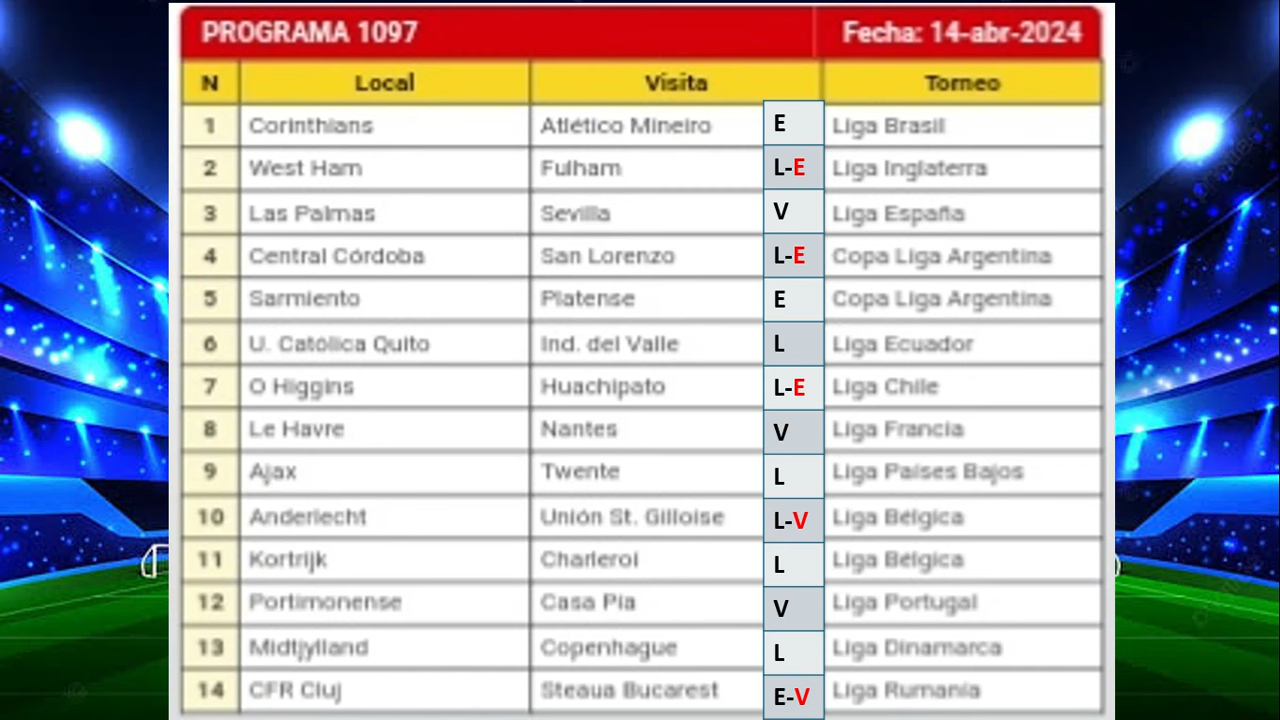 PROGRAMA 1097 Fecha: 14-abr-2024
N Local Visita Torneo
1 Corinthians Atlético Mineiro E Liga Brasil
2 West Ham Fulham L-E Liga Inglaterra
3 Las Palmas Sevilla V Liga España
4 Central Córdoba San Lorenzo L-E Copa Liga Argentina
5 Sarmiento Platense E Copa Liga Argentina
6 U. Católica Quito Ind. del Valle L Liga Ecuador
7 O Higgins Huachipato L-E Liga Chile
8 Le Havre Nantes V Liga Francia
9 Ajax Twente L Liga Países Bajos
10 Anderlecht Unión St. Gilloise L-V Liga Bélgica
11 Kortrijk Charleroi L Liga Bélgica
12 Portimonense Casa Pia V Liga Portugal
13 Midtjylland Copenhague L Liga Dinamarca
14 CFR Cluj Steaua Bucarest E-V Liga Rumania